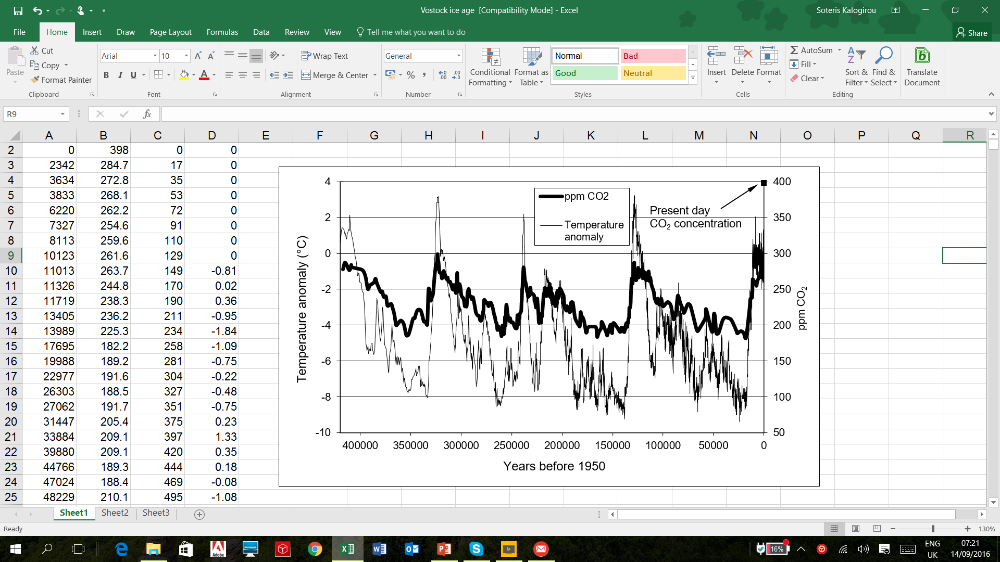 Vostock ice age  [Compatibility Mode] - Excel
Soteris Kalogirou
File Home Insert Draw Page Layout Formulas Data Review View Tell me what you want to do Share
Paste
Cut
Copy
Format Painter
Clipboard
Arial 10 A A
B I U A
Font
Wrap Text
Merge & Center
Alignment
General
% , .00 .0
Number
Conditional Formatting
Format as Table
Normal Bad
Good Neutral
Styles
Insert Delete Format
Cells
AutoSum
Fill
Clear
Sort & Filter
Find & Select
Editing
Translate Document
R9 fx
A B C D E F G H I J K L M N O P Q R
2 0 398 0 0
3 2342 284.7 17 0
4 3634 272.8 35 0
5 3833 268.1 53 0
6 6220 262.2 72 0
7 7327 254.6 91 0
8 8113 259.6 110 0
9 10123 261.6 129 0
10 11013 263.7 149 -0.81
11 11326 244.8 170 0.02
12 11719 238.3 190 0.36
13 13405 236.2 211 -0.95
14 13989 225.3 234 -1.84
15 17695 182.2 258 -1.09
16 19988 189.2 281 -0.75
17 22977 191.6 304 -0.22
18 26303 188.5 327 -0.48
19 27062 191.7 351 -0.75
20 31447 205.4 375 0.23
21 33884 209.1 397 1.33
22 39880 209.1 420 0.35
23 44766 189.3 444 0.18
24 47024 188.4 469 -0.08
25 48229 210.1 495 -1.08
Temperature anomaly (°C)
4
2
0
-2
-4
-6
-8
-10
ppm CO2
Temperature
anomaly
Present day
CO₂ concentration
400
350
300
250
200
150
100
50
ppm CO₂
400000 350000 300000 250000 200000 150000 100000 50000 0
Years before 1950
Sheet1 Sheet2 Sheet3
Ready
130%
Adobe
lenovo
16%
ENG
UK
07:21
14/09/2016